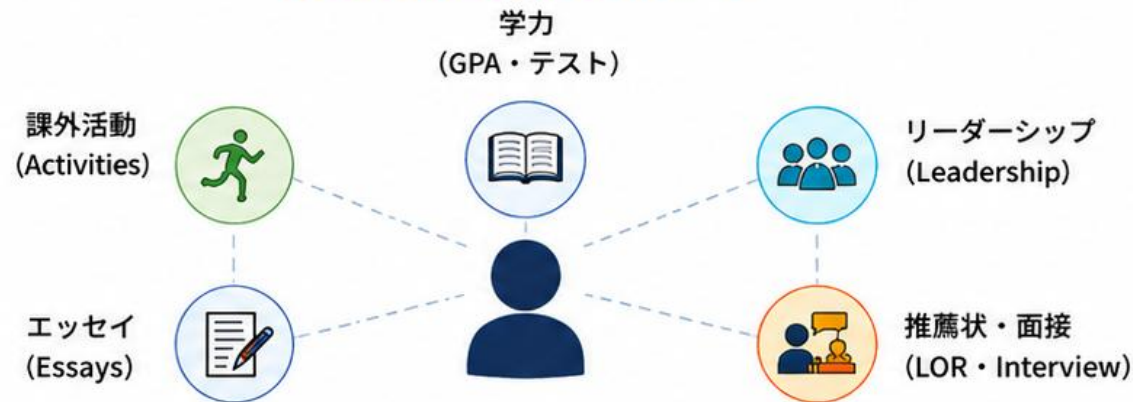 学力
（GPA・テスト）
課外活動
（Activities）
リーダーシップ
（Leadership）
エッセイ
（Essays）
推薦状・面接
（LOR・Interview）